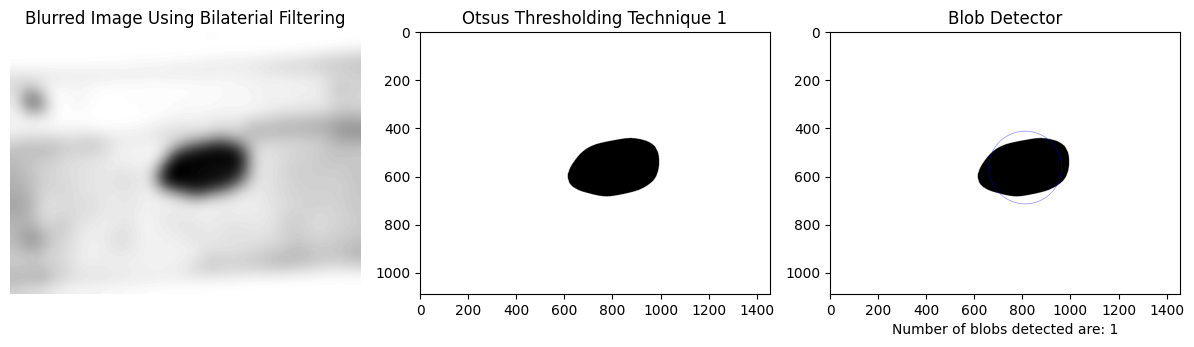 Blurred Image Using Bilaterial Filtering
Otsus Thresholding Technique 1
Blob Detector
0
200
400
600
800
1000
0
200
400
600
800
1000
0 200 400 600 800 1000 1200 1400
0 200 400 600 800 1000 1200 1400
Number of blobs detected are: 1